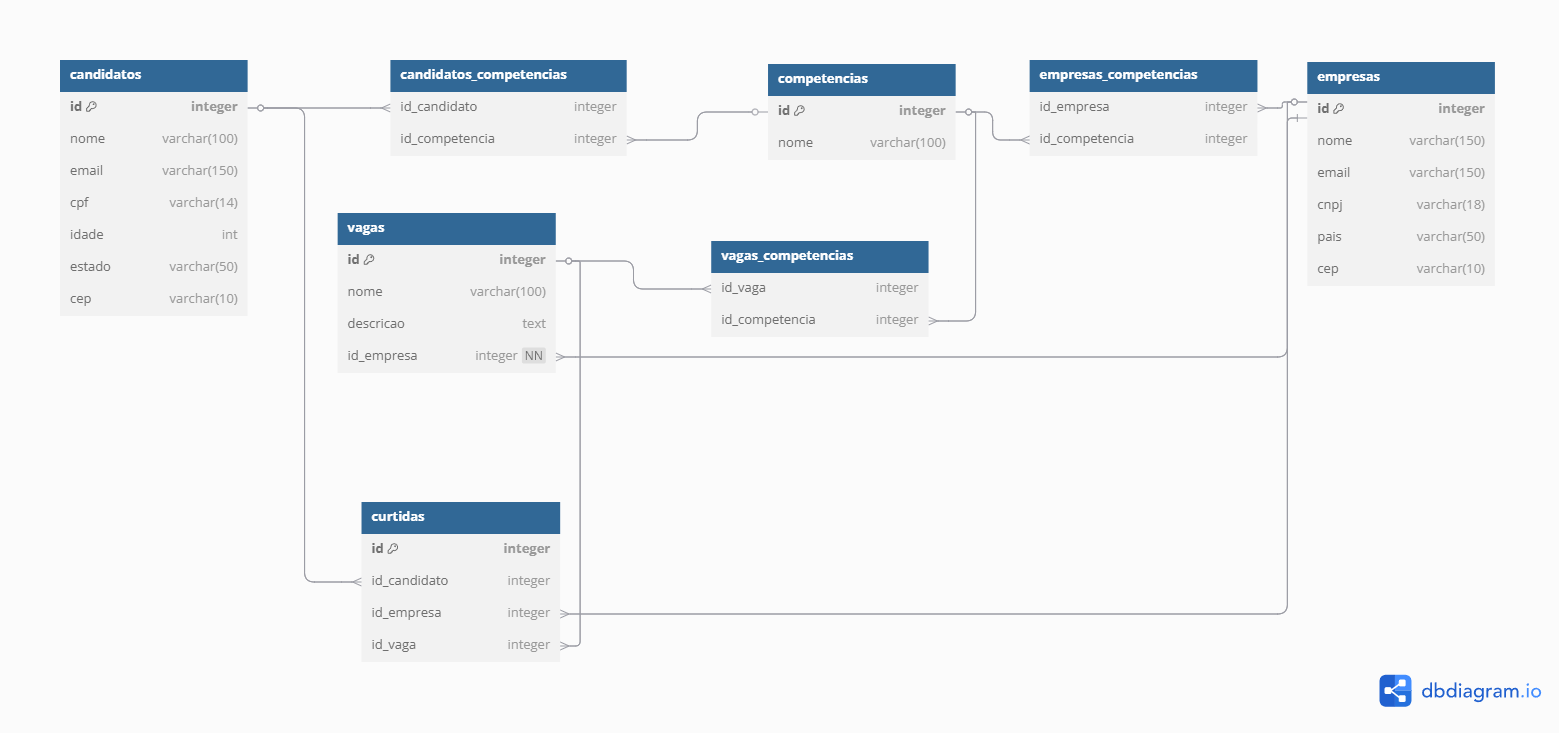 candidatos
id integer
nome varchar(100)
email varchar(150)
cpf varchar(14)
idade int
estado varchar(50)
cep varchar(10)
candidatos_competencias
id_candidato integer
id_competencia integer
competencias
id integer
nome varchar(100)
empresas_competencias
id_empresa integer
id_competencia integer
empresas
id integer
nome varchar(150)
email varchar(150)
cnpj varchar(18)
pais varchar(50)
cep varchar(10)
vagas
id integer
nome varchar(100)
descricao text
id_empresa integer NN
vagas_competencias
id_vaga integer
id_competencia integer
curtidas
id integer
id_candidato integer
id_empresa integer
id_vaga integer
dbdiagram.io